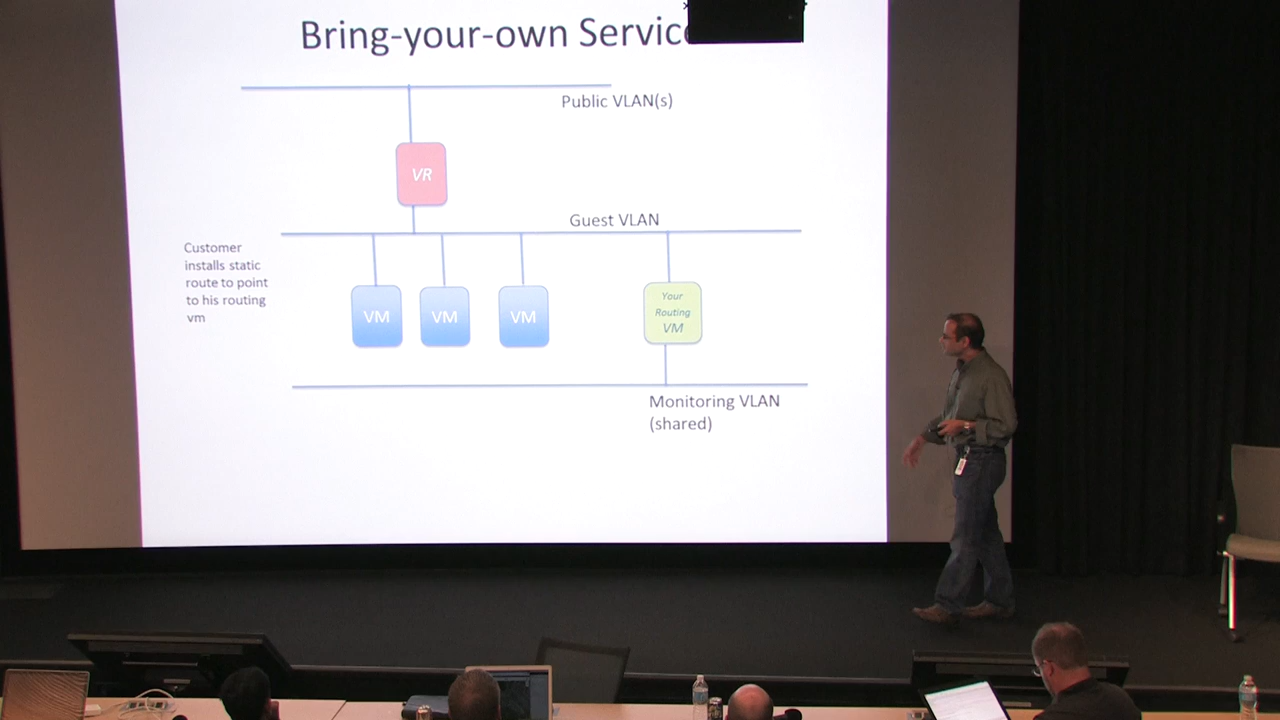 Bring-your-own
Public VLAN(s)
VR
Guest VLAN
Customer
installs static
route to point
to his routing
vm
VM
VM
VM
Your
Routing
VM
Monitoring VLAN
(shared)